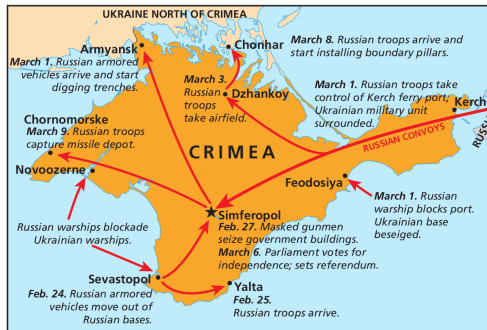 UKRAINE NORTH OF CRIMEA
Armyansk
March 1. Russian armored
vehicles arrive and start
digging trenches.
Chonhar
March 8. Russian troops arrive and
start installing boundary pillars.
March 3.
Russian
troops
take airfield.
Dzhankoy
March 1. Russian troops take
control of Kerch ferry port,
Ukrainian military unit
surrounded.
Kerch
RUSSIAN CONVOYS
Chornomorske
March 9. Russian troops
capture missile depot.
Novoozerne
CRIMEA
Feodosiya
March 1. Russian
warship blocks port.
Ukrainian base
beseiged.
Russian warships blockade
Ukrainian warships.
Simferopol
Feb. 27. Masked gunmen
seize government buildings.
March 6. Parliament votes for
independence; sets referendum.
Sevastopol
Feb. 24. Russian armored
vehicles move out of
Russian bases.
Yalta
Feb. 25.
Russian troops arrive.